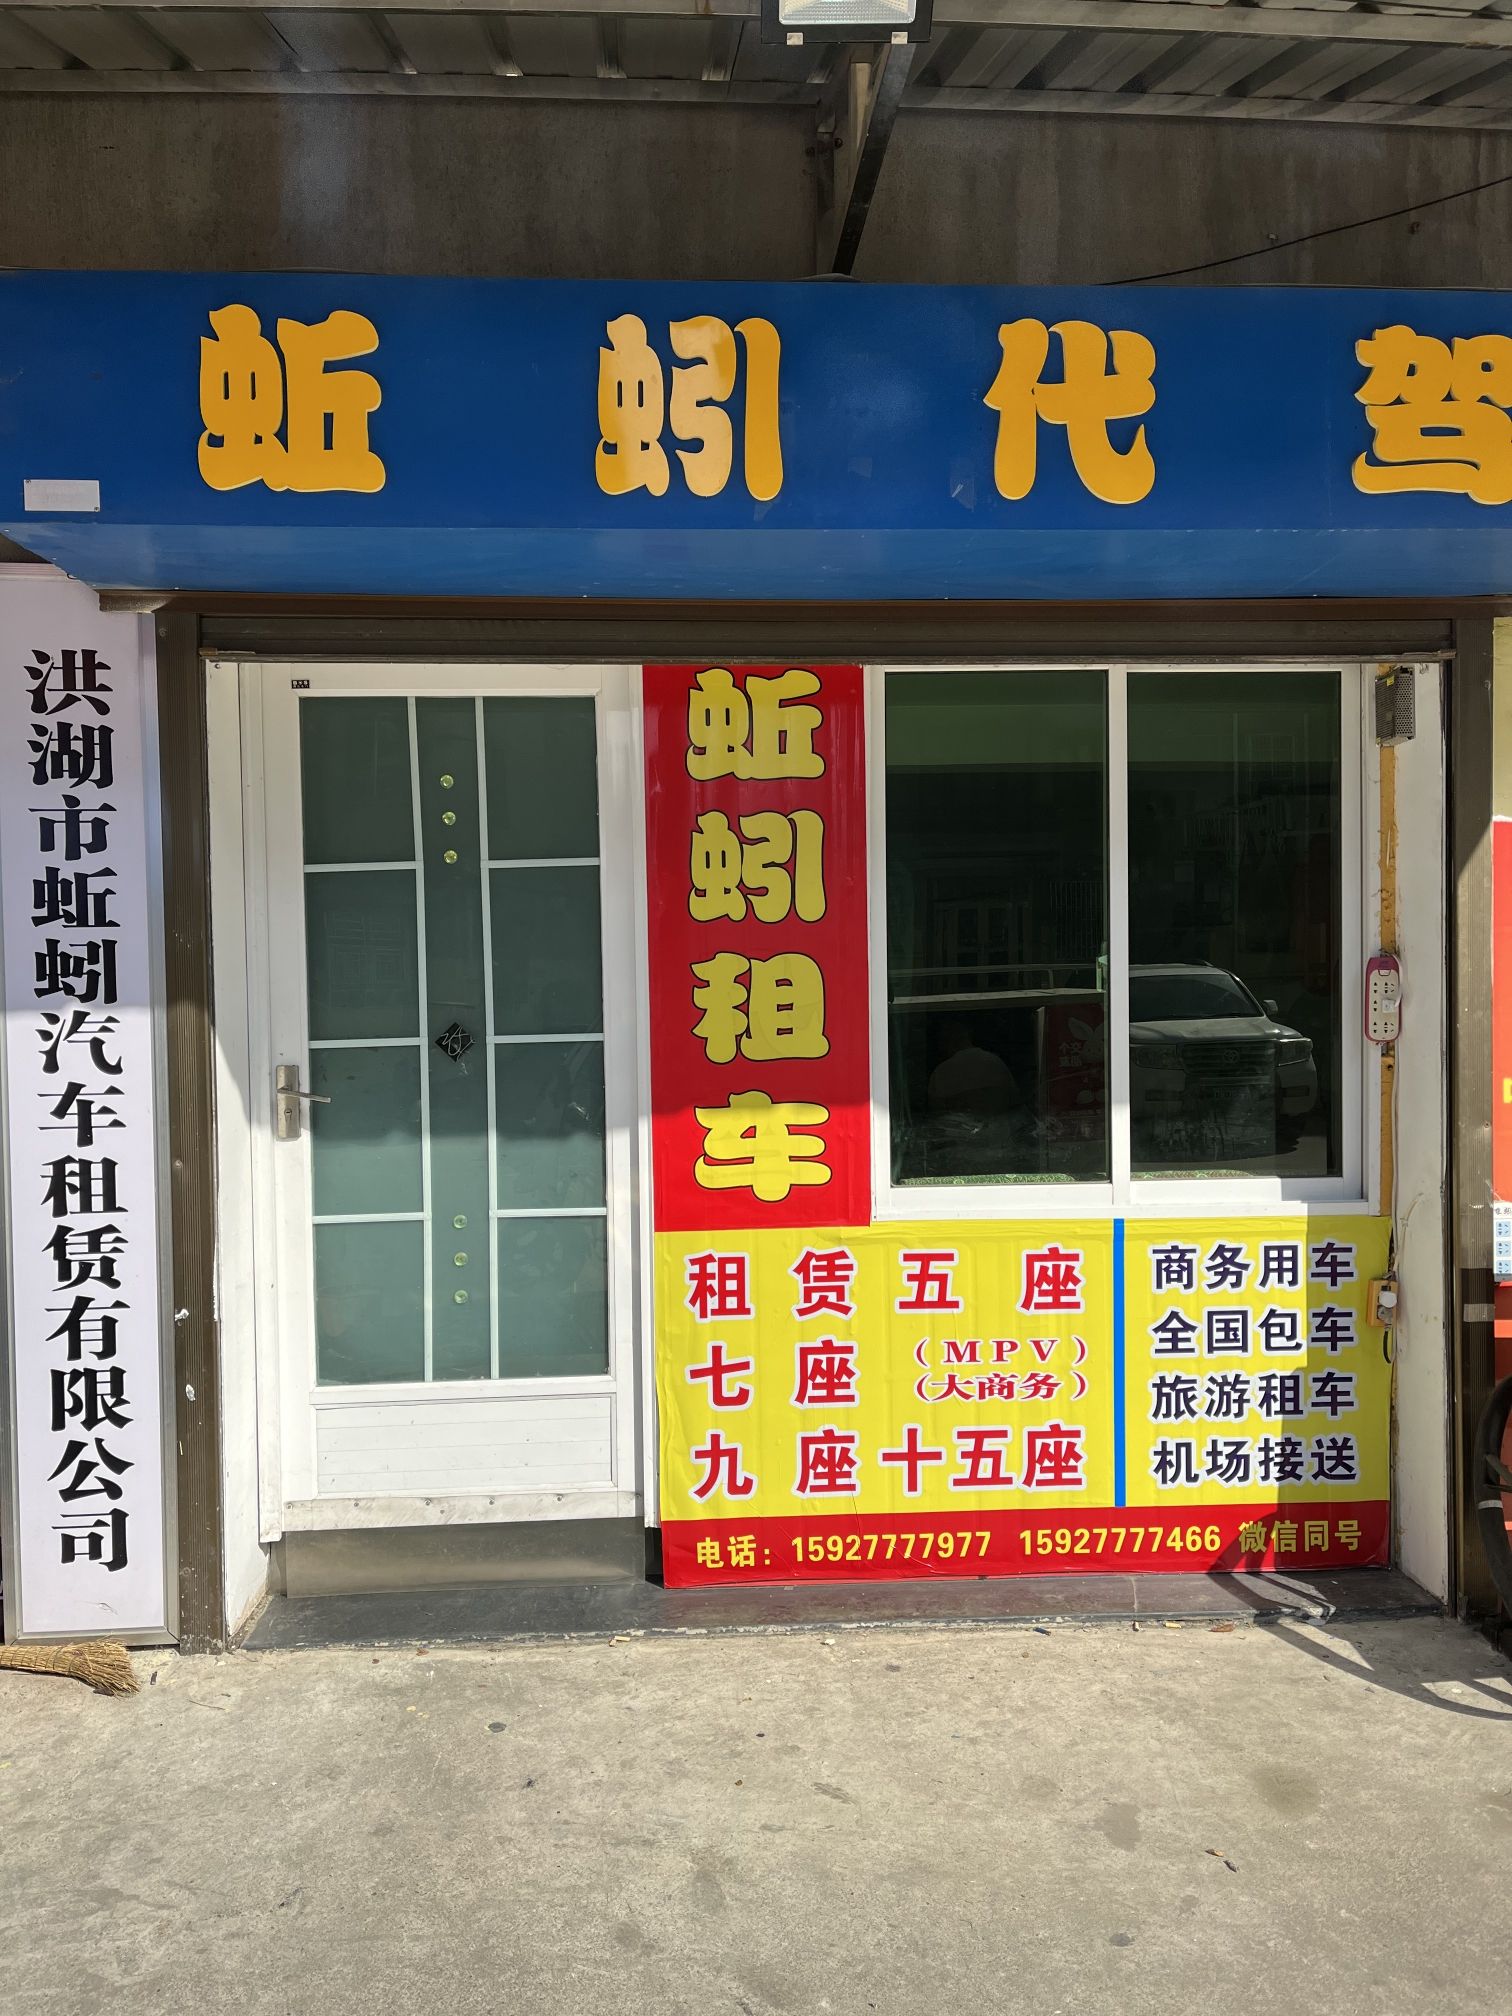 蚯蚓代驾
洪湖市蚯蚓汽车租赁有限公司
蚯蚓租车
租赁五座
七座（MPV）
（大商务）
九座十五座
商务用车
全国包车
旅游租车
机场接送
电话：15927777977 15927777466 微信同号